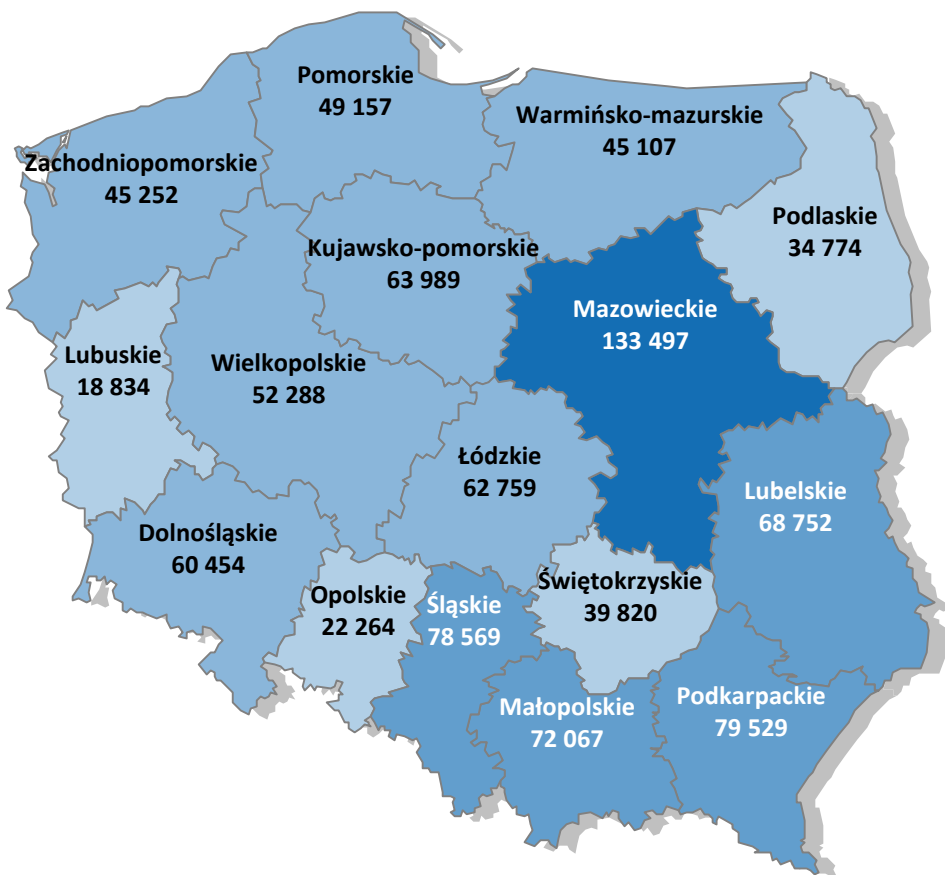 Pomorskie
49 157
Warmińsko-mazurskie
45 107
Zachodniopomorskie
45 252
Podlaskie
34 774
Kujawsko-pomorskie
63 989
Mazowieckie
133 497
Lubuskie
18 834
Wielkopolskie
52 288
Łódzkie
62 759
Lubelskie
68 752
Dolnośląskie
60 454
Opolskie
22 264
Śląskie
78 569
Świętokrzyskie
39 820
Małopolskie
72 067
Podkarpackie
79 529